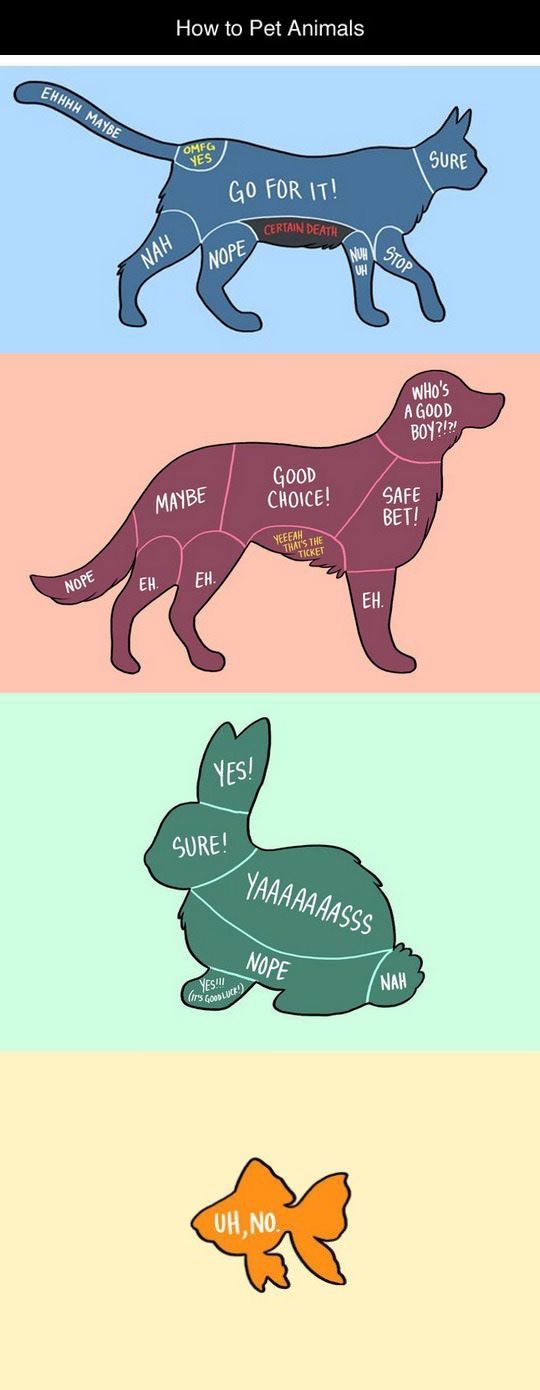 How to Pet Animals
EHHHH MAYBE
OMFG
YES
SURE
GO FOR IT!
CERTAIN DEATH
NAH
NOPE
NUH
UH
STOP
WHO'S
A GOOD
BOY?!?!
MAYBE
GOOD
CHOICE!
SAFE
BET!
YEEEAH
THAT'S THE
TICKET
NOPE
EH.
EH.
EH.
YES!
SURE!
YAAAAAAASSS
NOPE
YES!!!
(IT'S GOOD LUCK!)
NAH
UH, NO.